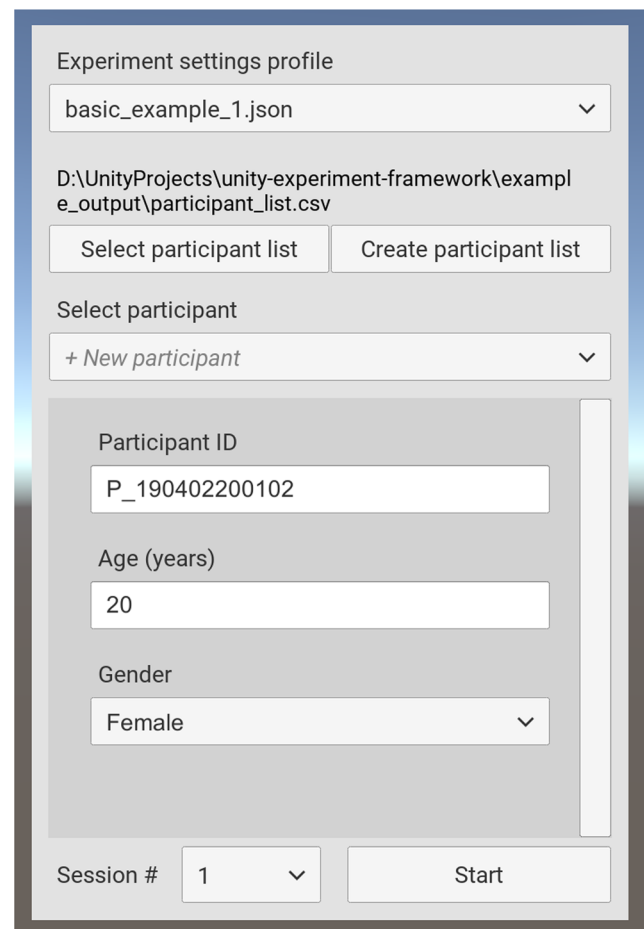 Experiment settings profile
basic_example_1.json
D:\UnityProjects\unity-experiment-framework\exampl
e_output\participant_list.csv
Select participant list
Create participant list
Select participant
+ New participant
Participant ID
P_190402200102
Age (years)
20
Gender
Female
Session #
1
Start